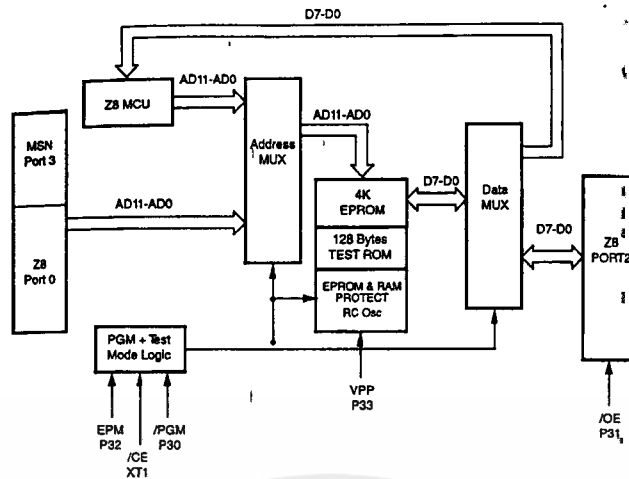 D7-D0
Z8 MCU
AD11-AD0
MSN
Port 3
Z8
Port 0
AD11-AD0
Address
MUX
AD11-AD0
4K
EPROM
128 Bytes
TEST ROM
EPROM & RAM
PROTECT
RC Osc
D7-D0
Data
MUX
D7-D0
Z8
PORT2
PGM + Test
Mode Logic
EPM
P32
/CE
XT1
/PGM
P30
VPP
P33
/OE
P31